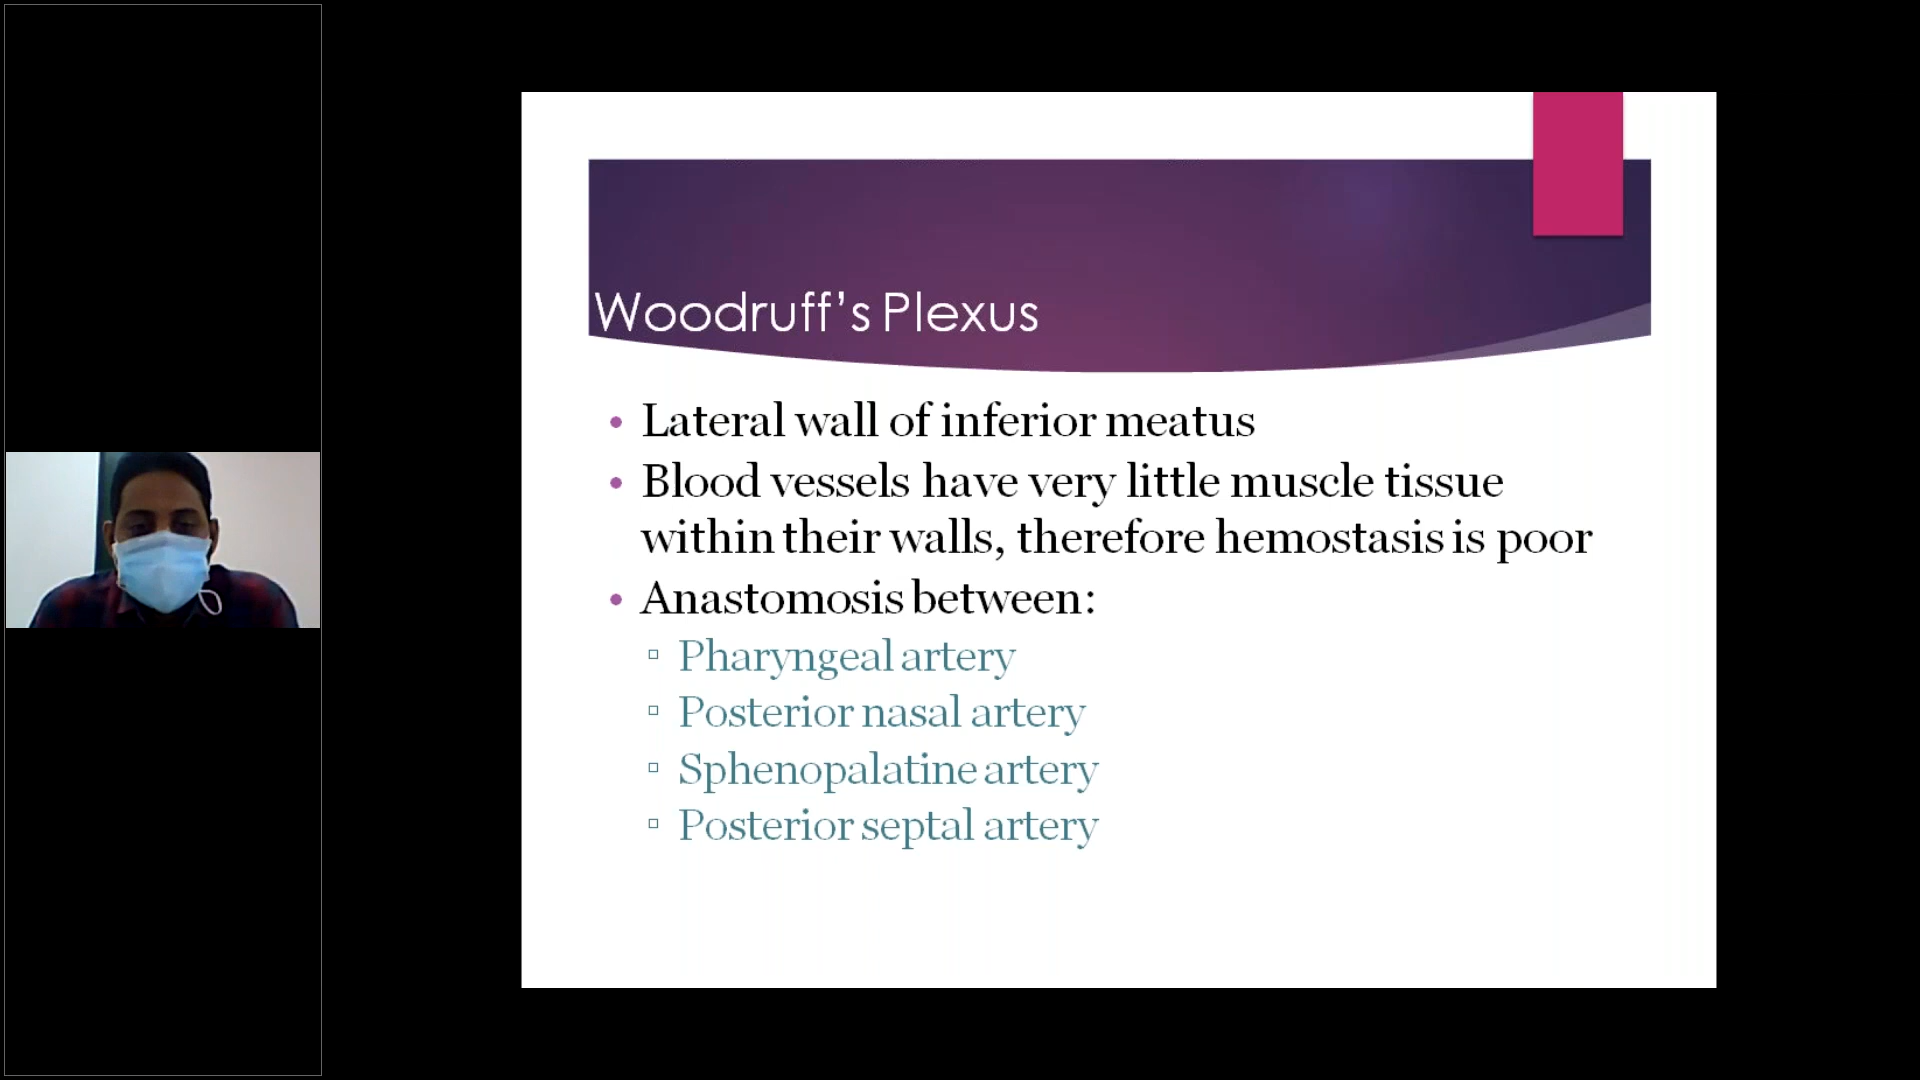 Woodruff’s Plexus
• Lateral wall of inferior meatus
• Blood vessels have very little muscle tissue
within their walls, therefore hemostasis is poor
• Anastomosis between:
▫ Pharyngeal artery
▫ Posterior nasal artery
▫ Sphenopalatine artery
▫ Posterior septal artery